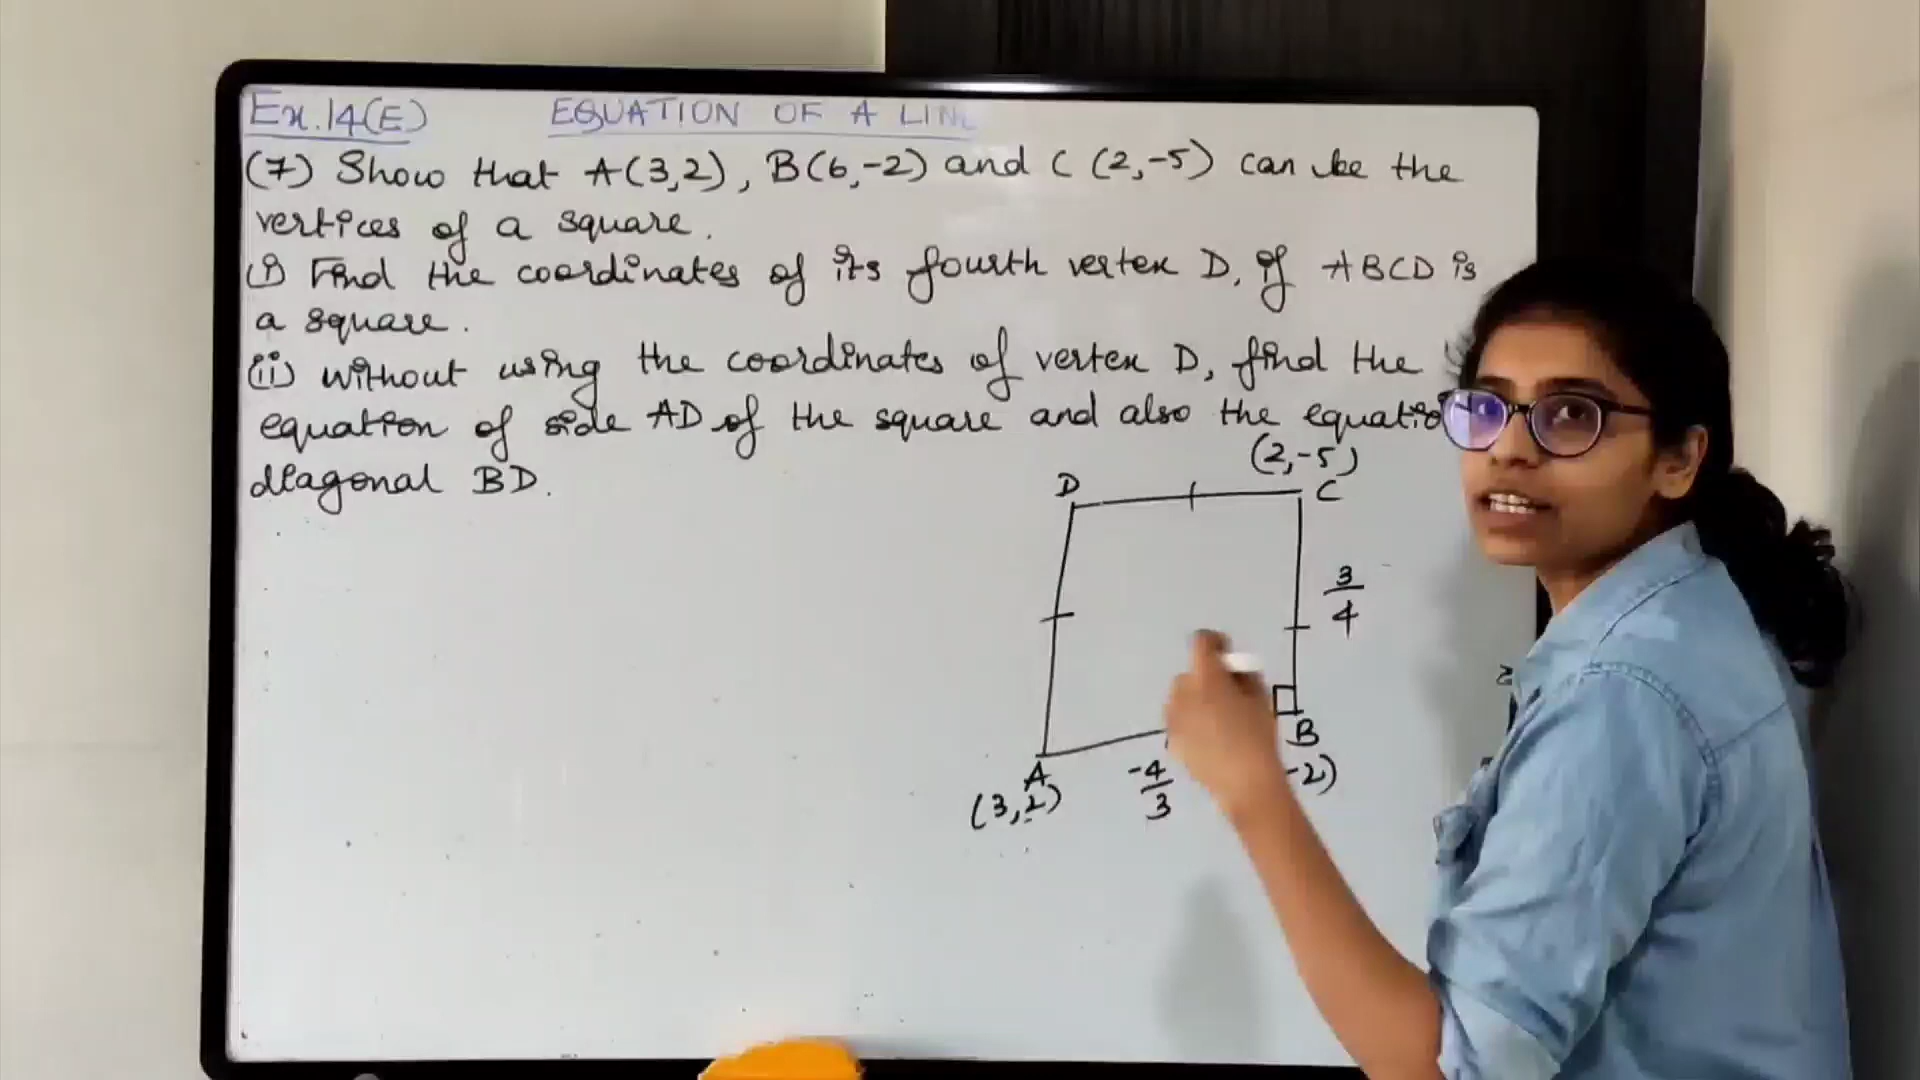 Ex.14(E) EQUATION OF A LINE
(7) Show that A(3,2), B(6,-2) and C (2,-5) can be the
vertices of a square.
(i) Find the coordinates of its fourth vertex D, if ABCD is
a square.
(ii) without using the coordinates of vertex D, find the
equation of side AD of the square and also the equatio
diagonal BD.
(2,-5)
D C
3
4
B
A -4 -2)
(3,2) 3